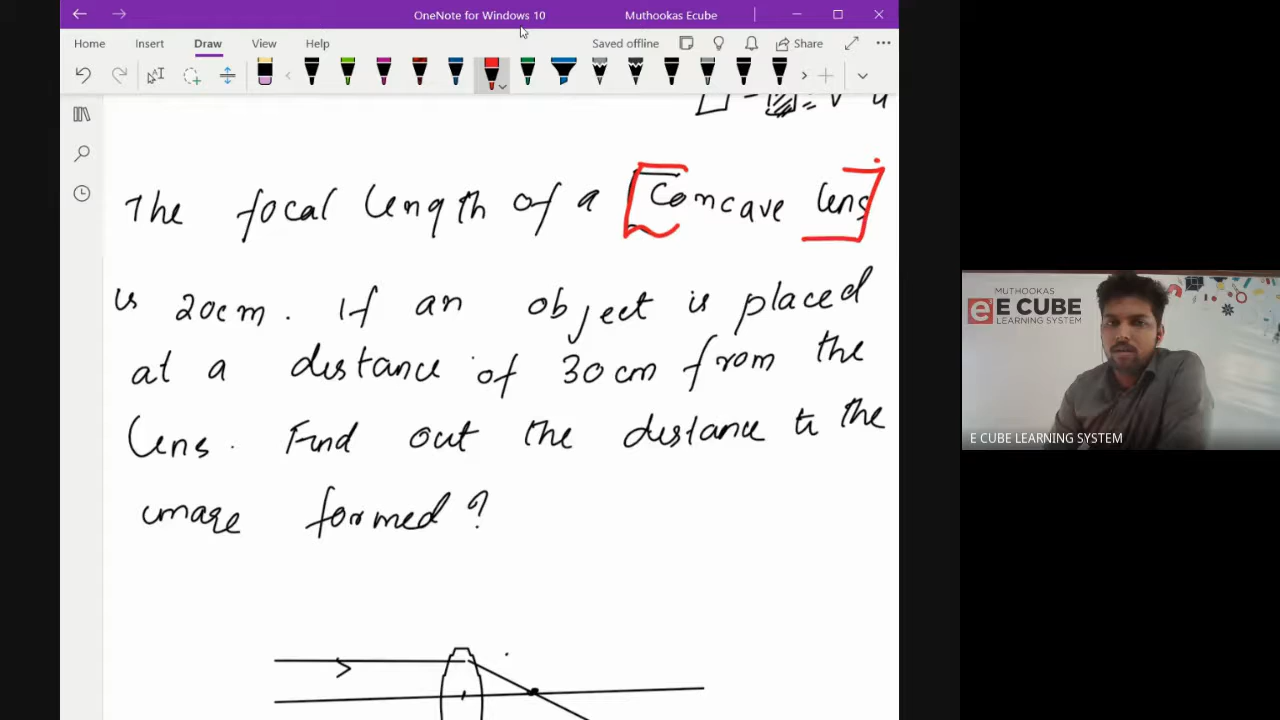 OneNote for Windows 10
Muthookas Ecube
Home Insert Draw View Help
Saved offline
Share
The focal length of a Concave lens
is 20cm. If an object is placed
at a distance of 30cm from the
lens. Find out the distance to the
image formed?
MUTHOOKAS
e E CUBE
LEARNING SYSTEM
E CUBE LEARNING SYSTEM